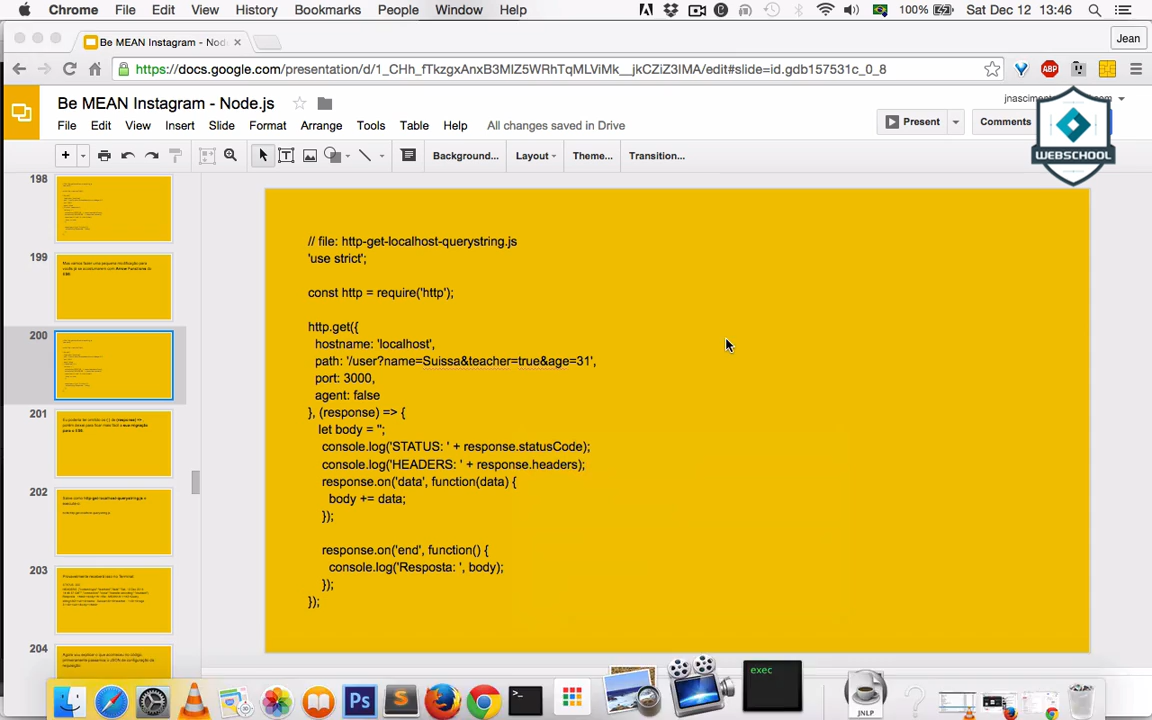 Chrome File Edit View History Bookmarks People Window Help 100% Sat Dec 12 13:46
Be MEAN Instagram - Node. Jean
https://docs.google.com/presentation/d/1_CHh_fTkzgxAnxB3MlZ5WRhTqMLViMk__jkCZiZ3IMA/edit#slide=id.gdb157531c_0_8
Be MEAN Instagram - Node.js
File Edit View Insert Slide Format Arrange Tools Table Help All changes saved in Drive
Present Comments
WEBSCHOOL
Background... Layout Theme... Transition...
198
199
200
201
202
203
204
// file: http-get-localhost-querystring.js
'use strict';
const http = require('http');
http.get({
hostname: 'localhost',
path: '/user?name=Suissa&teacher=true&age=31',
port: 3000,
agent: false
}, (response) => {
let body = '';
console.log('STATUS: ' + response.statusCode);
console.log('HEADERS: ' + response.headers);
response.on('data', function(data) {
body += data;
});
response.on('end', function() {
console.log('Resposta: ', body);
});
});
exec
JNLP